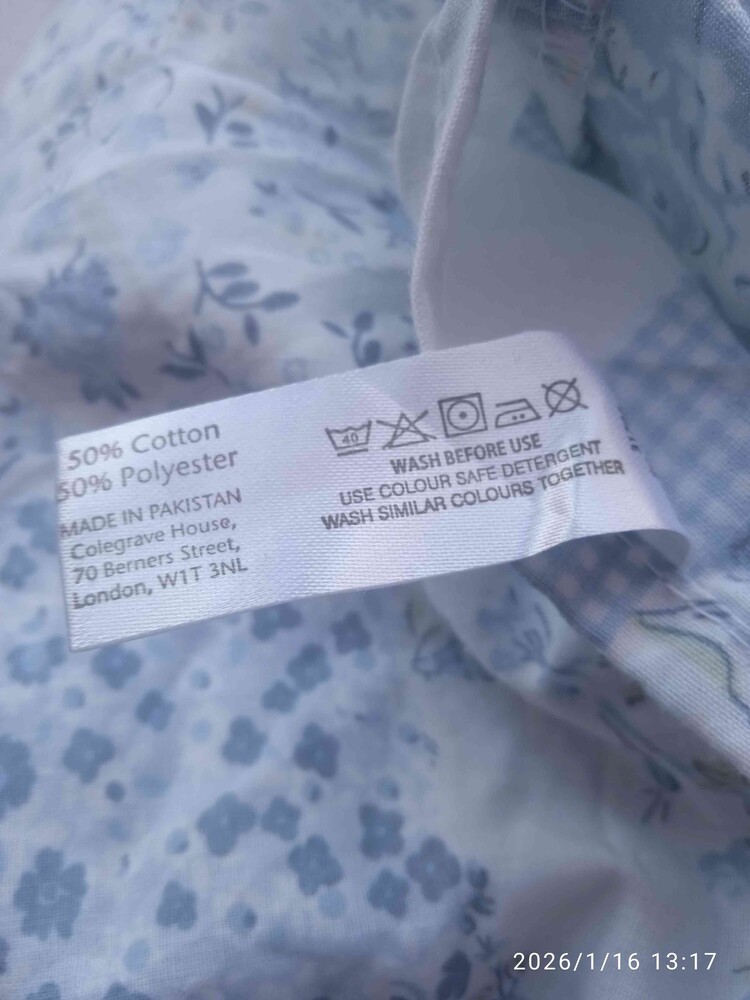 50% Cotton
50% Polyester
MADE IN PAKISTAN
Colegrave House,
70 Berners Street,
London, W1T 3NL
40
WASH BEFORE USE
USE COLOUR SAFE DETERGENT
WASH SIMILAR COLOURS TOGETHER
2026/1/16 13:17